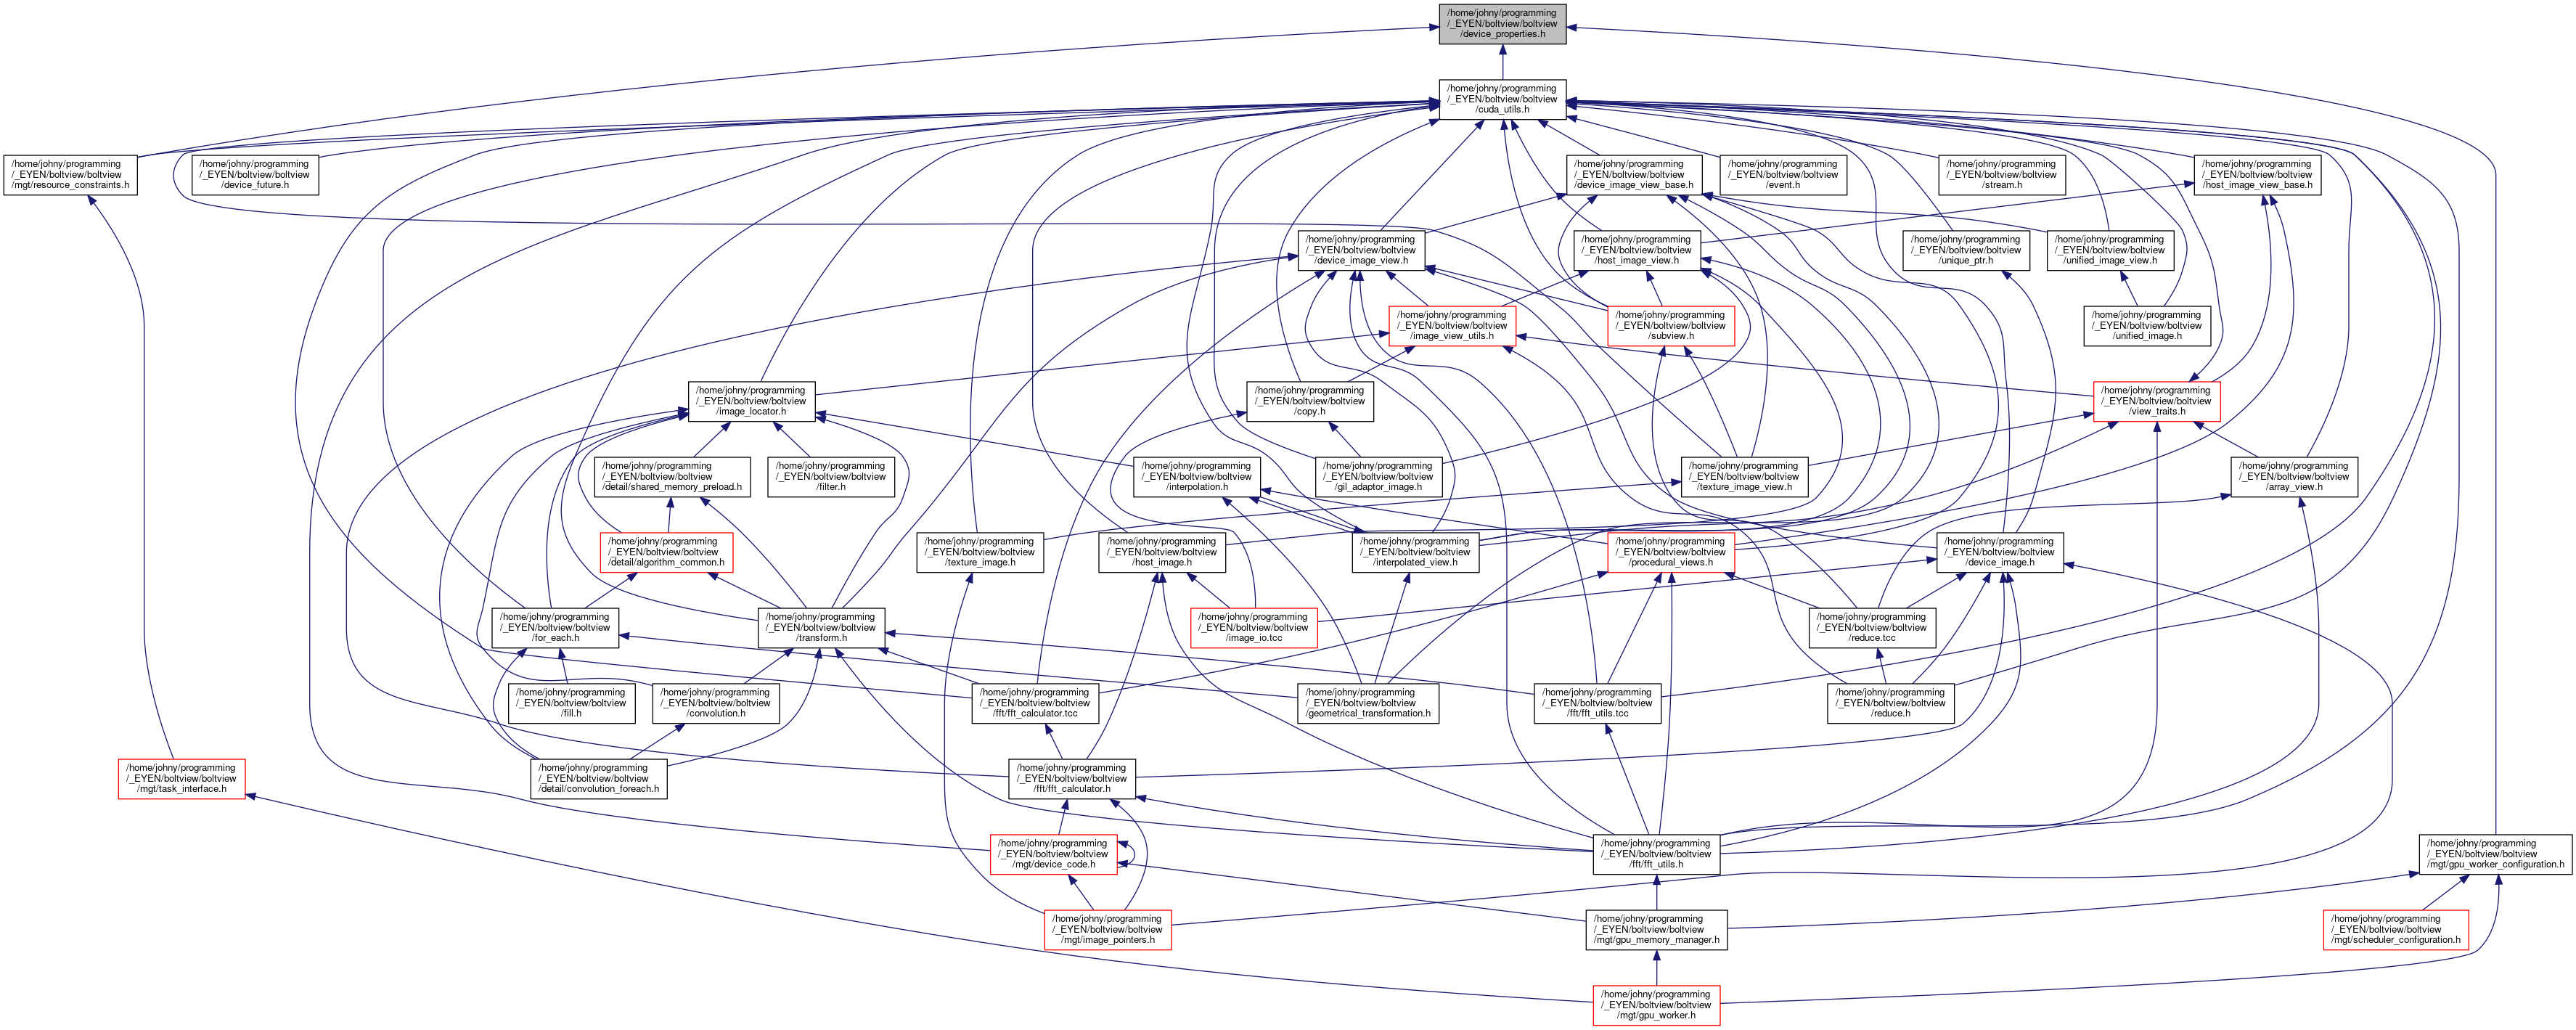 /home/johny/programming
/_EYEN/boltview/boltview
/device_properties.h
/home/johny/programming
/_EYEN/boltview/boltview
/cuda_utils.h
/home/johny/programming
/_EYEN/boltview/boltview
/mgt/resource_constraints.h
/home/johny/programming
/_EYEN/boltview/boltview
/device_future.h
/home/johny/programming
/_EYEN/boltview/boltview
/device_image_view_base.h
/home/johny/programming
/_EYEN/boltview/boltview
/event.h
/home/johny/programming
/_EYEN/boltview/boltview
/stream.h
/home/johny/programming
/_EYEN/boltview/boltview
/host_image_view_base.h
/home/johny/programming
/_EYEN/boltview/boltview
/device_image_view.h
/home/johny/programming
/_EYEN/boltview/boltview
/host_image_view.h
/home/johny/programming
/_EYEN/boltview/boltview
/unique_ptr.h
/home/johny/programming
/_EYEN/boltview/boltview
/unified_image_view.h
/home/johny/programming
/_EYEN/boltview/boltview
/image_view_utils.h
/home/johny/programming
/_EYEN/boltview/boltview
/subview.h
/home/johny/programming
/_EYEN/boltview/boltview
/unified_image.h
/home/johny/programming
/_EYEN/boltview/boltview
/image_locator.h
/home/johny/programming
/_EYEN/boltview/boltview
/copy.h
/home/johny/programming
/_EYEN/boltview/boltview
/view_traits.h
/home/johny/programming
/_EYEN/boltview/boltview
/detail/shared_memory_preload.h
/home/johny/programming
/_EYEN/boltview/boltview
/filter.h
/home/johny/programming
/_EYEN/boltview/boltview
/interpolation.h
/home/johny/programming
/_EYEN/boltview/boltview
/gil_adaptor_image.h
/home/johny/programming
/_EYEN/boltview/boltview
/texture_image_view.h
/home/johny/programming
/_EYEN/boltview/boltview
/array_view.h
/home/johny/programming
/_EYEN/boltview/boltview
/detail/algorithm_common.h
/home/johny/programming
/_EYEN/boltview/boltview
/texture_image.h
/home/johny/programming
/_EYEN/boltview/boltview
/host_image.h
/home/johny/programming
/_EYEN/boltview/boltview
/interpolated_view.h
/home/johny/programming
/_EYEN/boltview/boltview
/procedural_views.h
/home/johny/programming
/_EYEN/boltview/boltview
/device_image.h
/home/johny/programming
/_EYEN/boltview/boltview
/for_each.h
/home/johny/programming
/_EYEN/boltview/boltview
/transform.h
/home/johny/programming
/_EYEN/boltview/boltview
/image_io.tcc
/home/johny/programming
/_EYEN/boltview/boltview
/reduce.tcc
/home/johny/programming
/_EYEN/boltview/boltview
/fill.h
/home/johny/programming
/_EYEN/boltview/boltview
/convolution.h
/home/johny/programming
/_EYEN/boltview/boltview
/fft/fft_calculator.tcc
/home/johny/programming
/_EYEN/boltview/boltview
/geometrical_transformation.h
/home/johny/programming
/_EYEN/boltview/boltview
/fft/fft_utils.tcc
/home/johny/programming
/_EYEN/boltview/boltview
/reduce.h
/home/johny/programming
/_EYEN/boltview/boltview
/mgt/task_interface.h
/home/johny/programming
/_EYEN/boltview/boltview
/detail/convolution_foreach.h
/home/johny/programming
/_EYEN/boltview/boltview
/fft/fft_calculator.h
/home/johny/programming
/_EYEN/boltview/boltview
/mgt/device_code.h
/home/johny/programming
/_EYEN/boltview/boltview
/fft/fft_utils.h
/home/johny/programming
/_EYEN/boltview/boltview
/mgt/gpu_worker_configuration.h
/home/johny/programming
/_EYEN/boltview/boltview
/mgt/image_pointers.h
/home/johny/programming
/_EYEN/boltview/boltview
/mgt/gpu_memory_manager.h
/home/johny/programming
/_EYEN/boltview/boltview
/mgt/scheduler_configuration.h
/home/johny/programming
/_EYEN/boltview/boltview
/mgt/gpu_worker.h